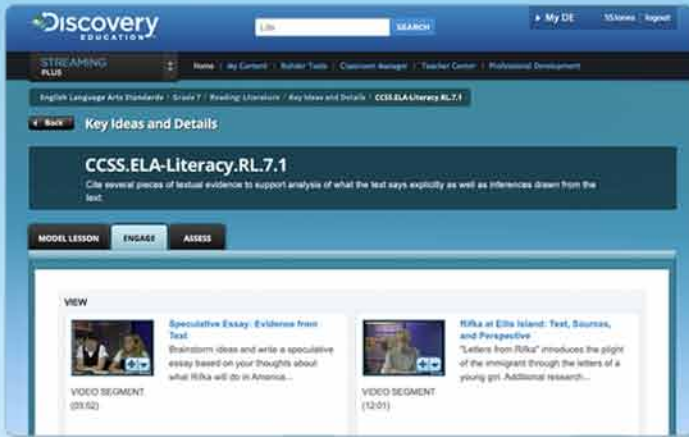 Discovery
EDUCATION
SEARCH
My DE
logout
STREAMING
PLUS
Home | My Content | Builder Tools | Classroom Manager | Teacher Center | Professional Development
English Language Arts Standards / Grade 7 / Reading: Literature / Key Ideas and Details / CCSS.ELA-Literacy.RL.7.1
Back
Key Ideas and Details
CCSS.ELA-Literacy.RL.7.1
Cite several pieces of textual evidence to support analysis of what the text says explicitly as well as inferences drawn from the
text.
MODEL LESSON
ENGAGE
ASSESS
VIEW
Speculative Essay: Evidence from
Text
Brainstorm ideas and write a speculative
essay based on your thoughts about
what Rifka will do in America...
VIDEO SEGMENT
(03:52)
Rifka at Ellis Island: Text, Sources,
and Perspective
"Letters from Rifka" introduces the plight
of the immigrant through the letters of a
young girl. Additional research...
VIDEO SEGMENT
(12:01)